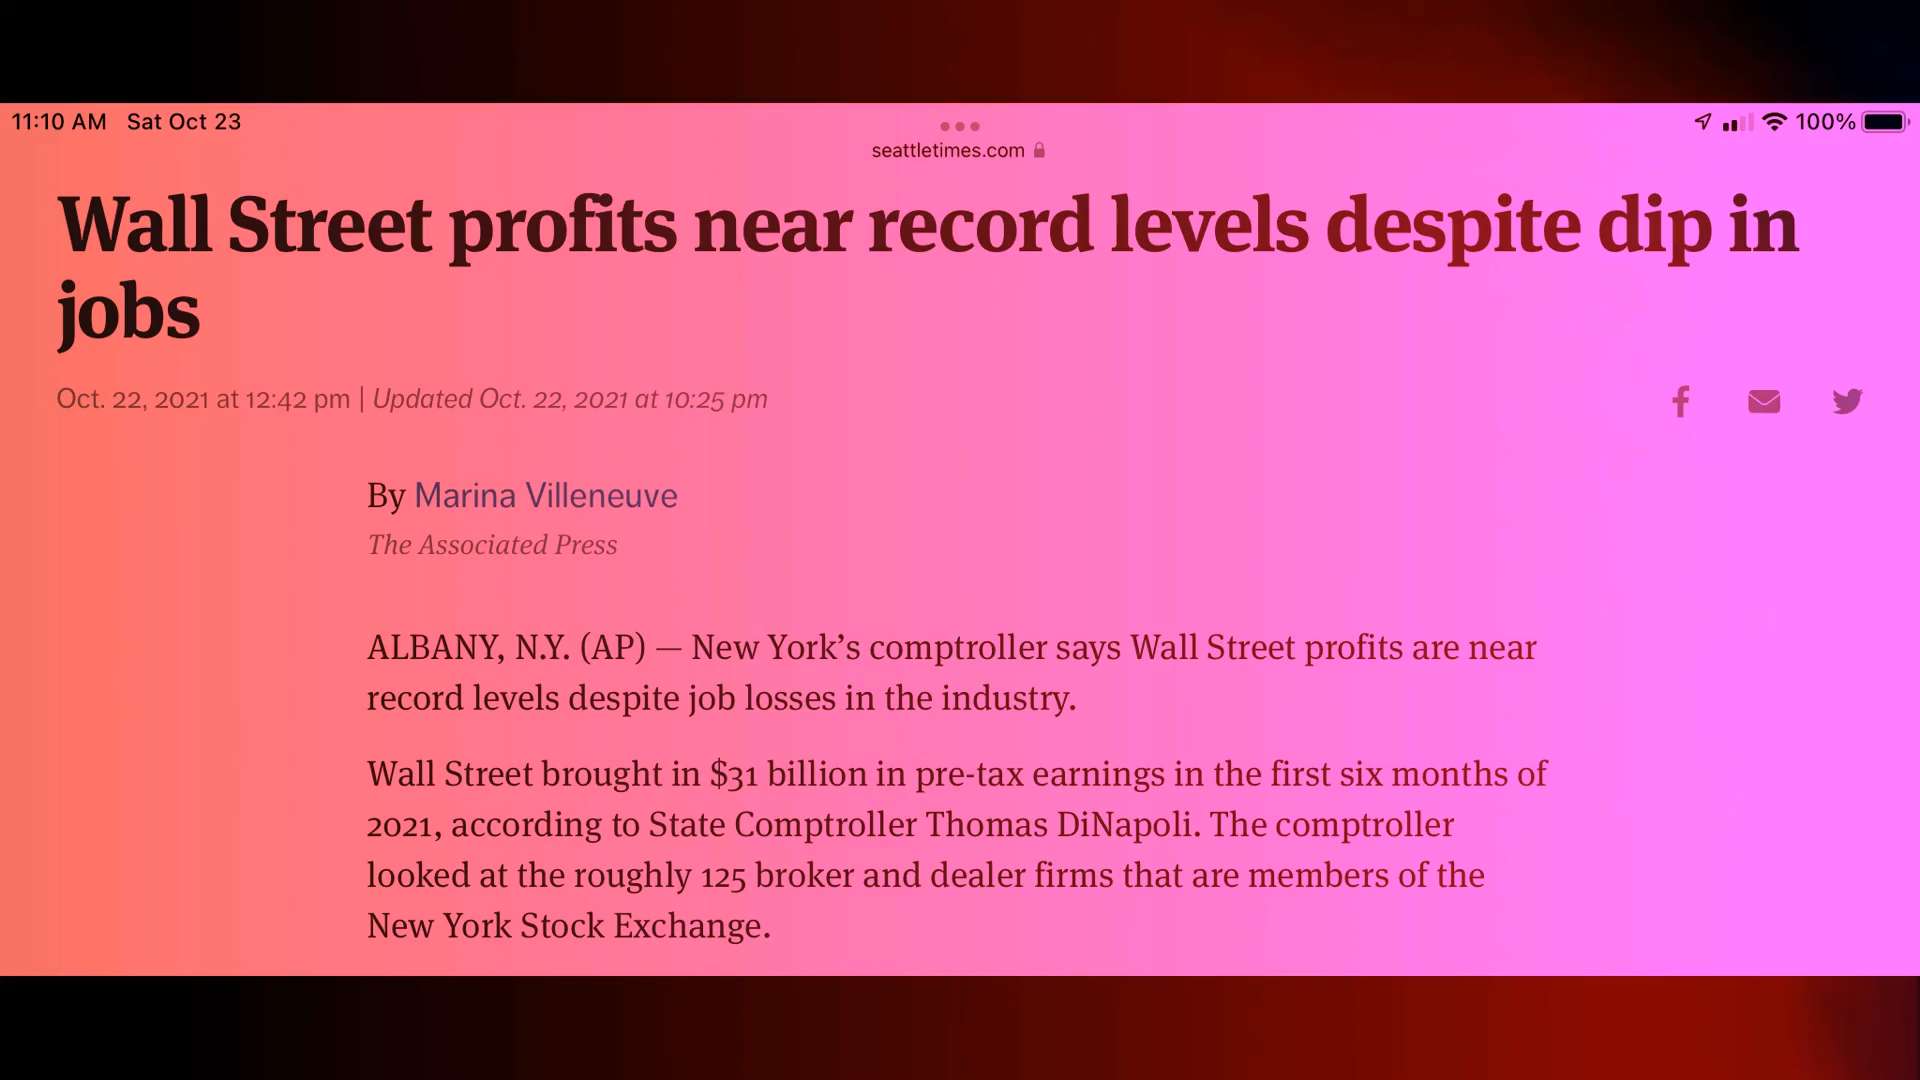 11:10 AM Sat Oct 23
100%
seattletimes.com
Wall Street profits near record levels despite dip in
jobs
Oct. 22, 2021 at 12:42 pm | Updated Oct. 22, 2021 at 10:25 pm
By Marina Villeneuve
The Associated Press
ALBANY, N.Y. (AP) — New York’s comptroller says Wall Street profits are near
record levels despite job losses in the industry.
Wall Street brought in $31 billion in pre-tax earnings in the first six months of
2021, according to State Comptroller Thomas DiNapoli. The comptroller
looked at the roughly 125 broker and dealer firms that are members of the
New York Stock Exchange.